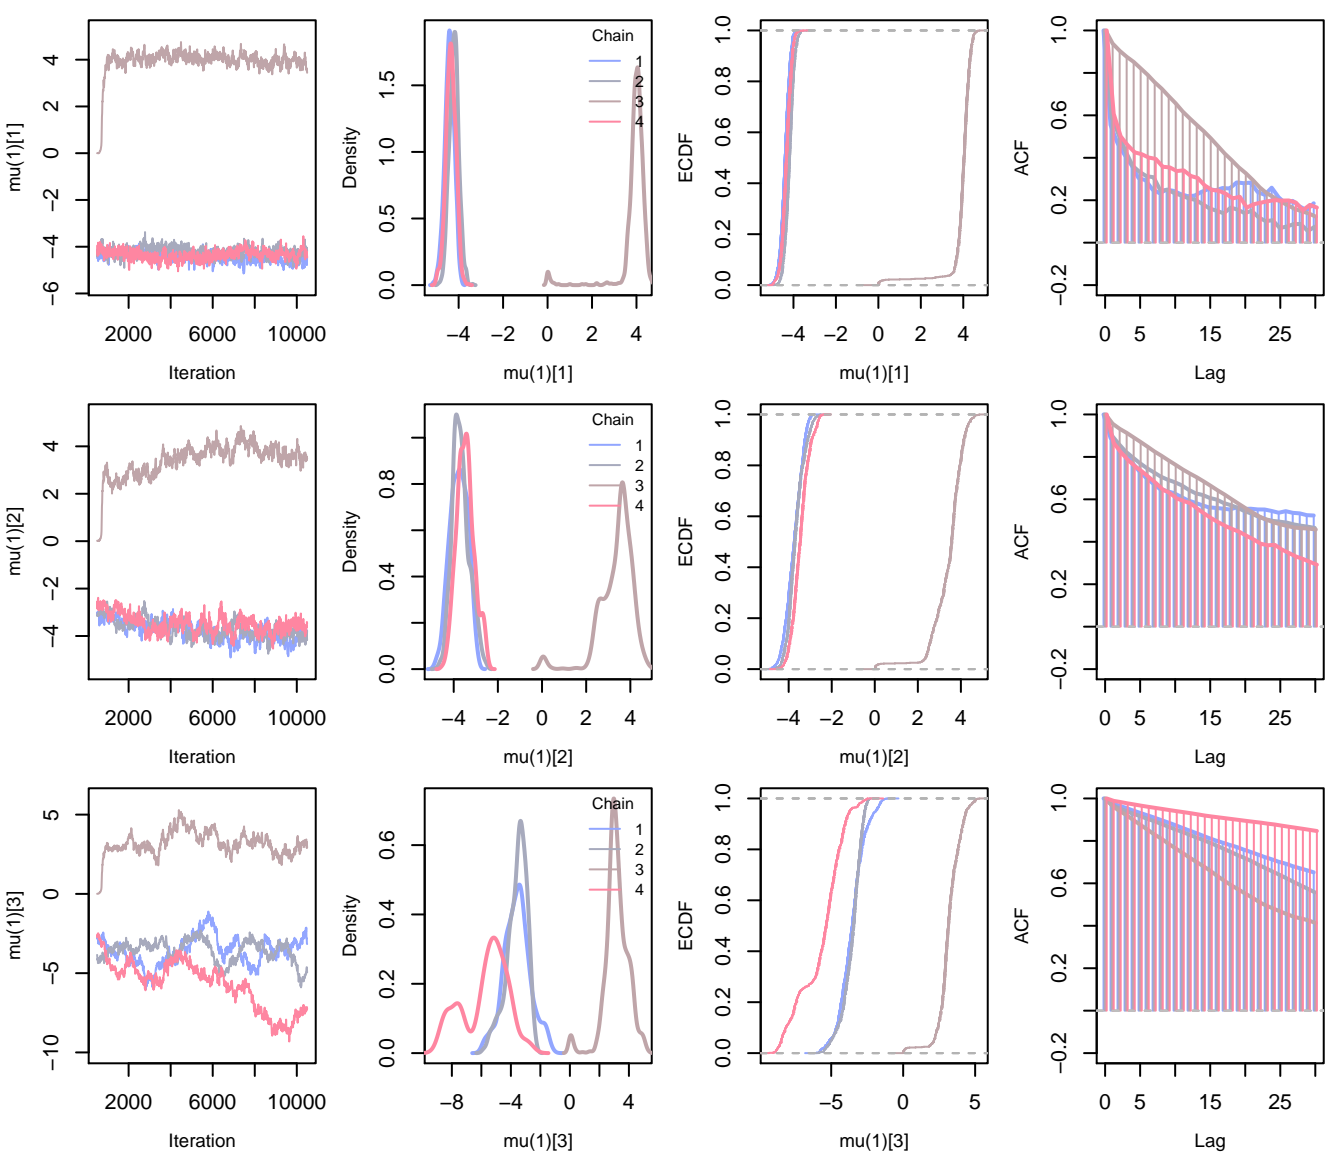 mu(1)[1]
−6 −4 −2 0 2 4
2000 6000 10000
Iteration
Density
0.0 0.5 1.0 1.5
−4 −2 0 2 4
mu(1)[1]
Chain
1
2
3
4
ECDF
0.0 0.2 0.4 0.6 0.8 1.0
−4 −2 0 2 4
mu(1)[1]
ACF
−0.2 0.2 0.6 1.0
0 5 15 25
Lag
mu(1)[2]
−4 −2 0 2 4
2000 6000 10000
Iteration
Density
0.0 0.4 0.8
−4 −2 0 2 4
mu(1)[2]
Chain
1
2
3
4
ECDF
0.0 0.2 0.4 0.6 0.8 1.0
−4 −2 0 2 4
mu(1)[2]
ACF
−0.2 0.2 0.6 1.0
0 5 15 25
Lag
mu(1)[3]
−10 −5 0 5
2000 6000 10000
Iteration
Density
0.0 0.2 0.4 0.6
−8 −4 0 4
mu(1)[3]
Chain
1
2
3
4
ECDF
0.0 0.2 0.4 0.6 0.8 1.0
−5 0 5
mu(1)[3]
ACF
−0.2 0.2 0.6 1.0
0 5 15 25
Lag